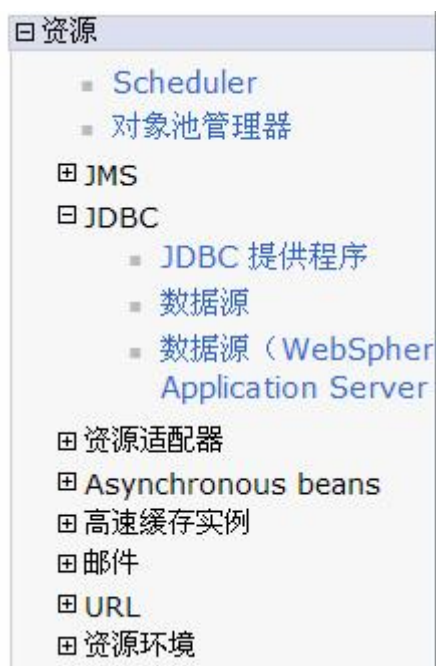 资源
Scheduler
对象池管理器
JMS
JDBC
JDBC 提供程序
数据源
数据源（WebSpher
Application Server
资源适配器
Asynchronous beans
高速缓存实例
邮件
URL
资源环境